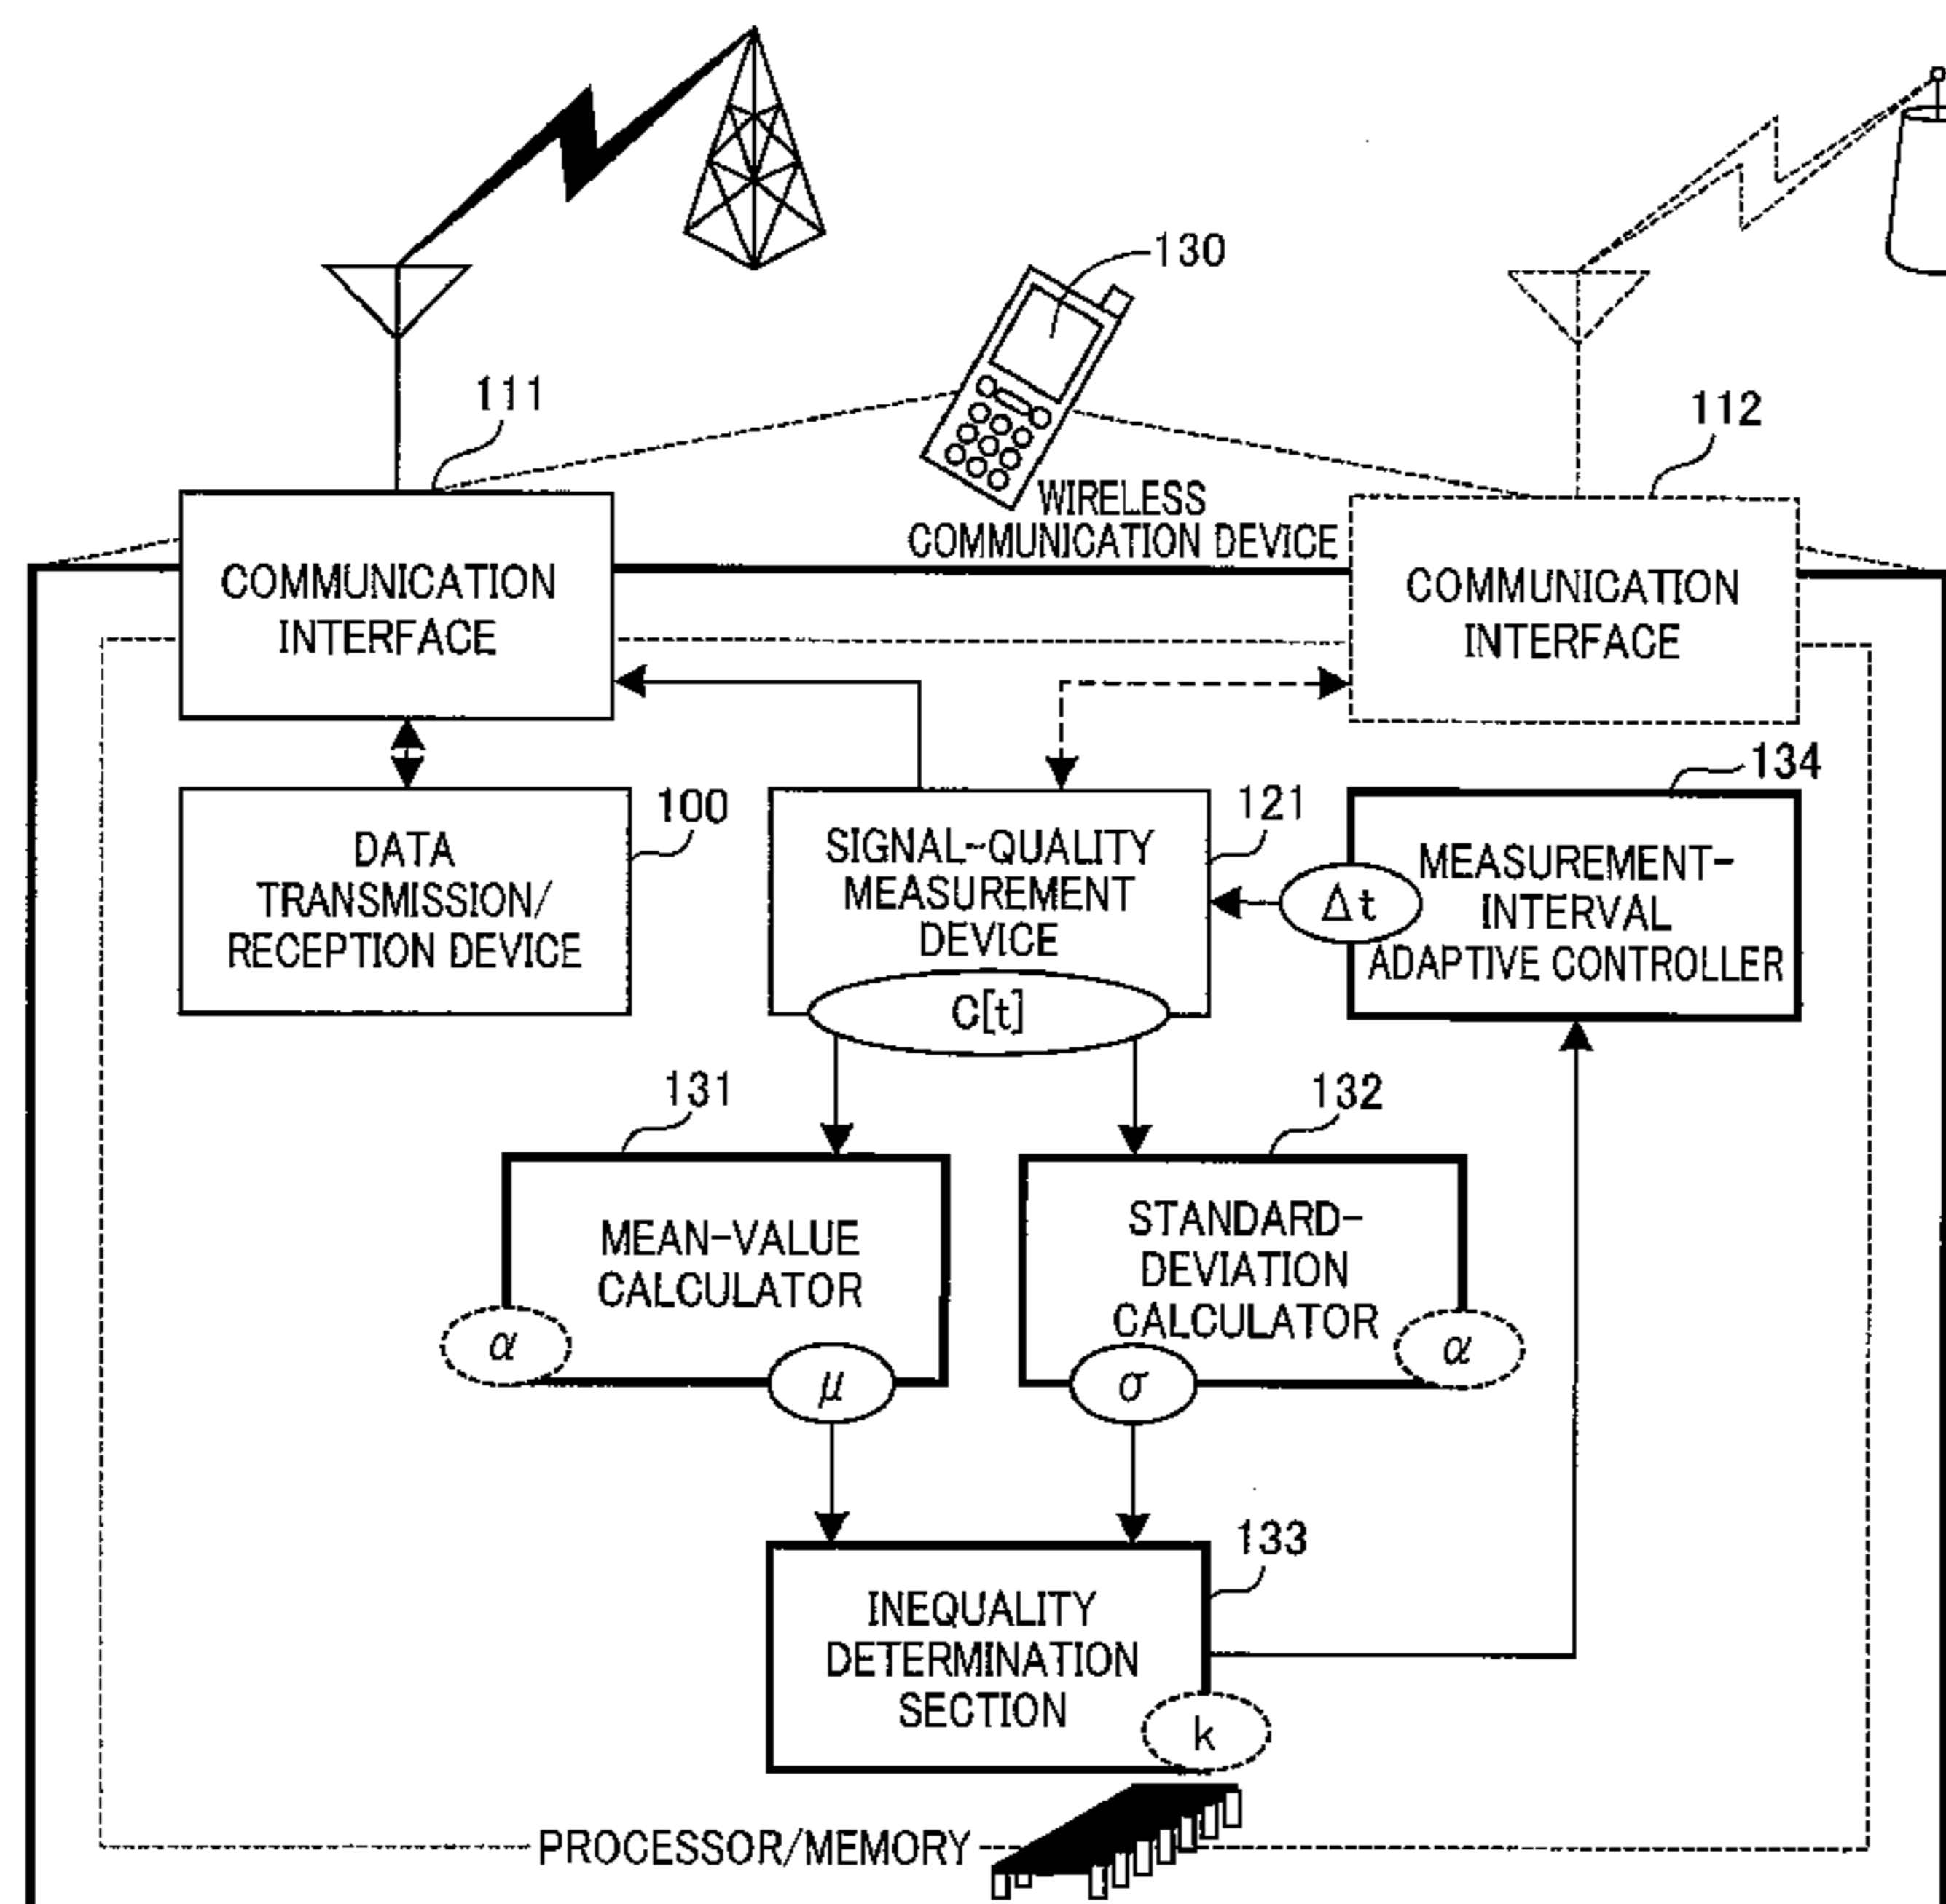 130
111
112
WIRELESS
COMMUNICATION DEVICE
COMMUNICATION
INTERFACE
COMMUNICATION
INTERFACE
134
100
121
DATA
TRANSMISSION/
RECEPTION DEVICE
SIGNAL-QUALITY
MEASUREMENT
DEVICE
C[t]
Δt
MEASUREMENT-
INTERVAL
ADAPTIVE CONTROLLER
131
132
MEAN-VALUE
CALCULATOR
α
μ
STANDARD-
DEVIATION
CALCULATOR
σ
α
133
INEQUALITY
DETERMINATION
SECTION
k
PROCESSOR/MEMORY